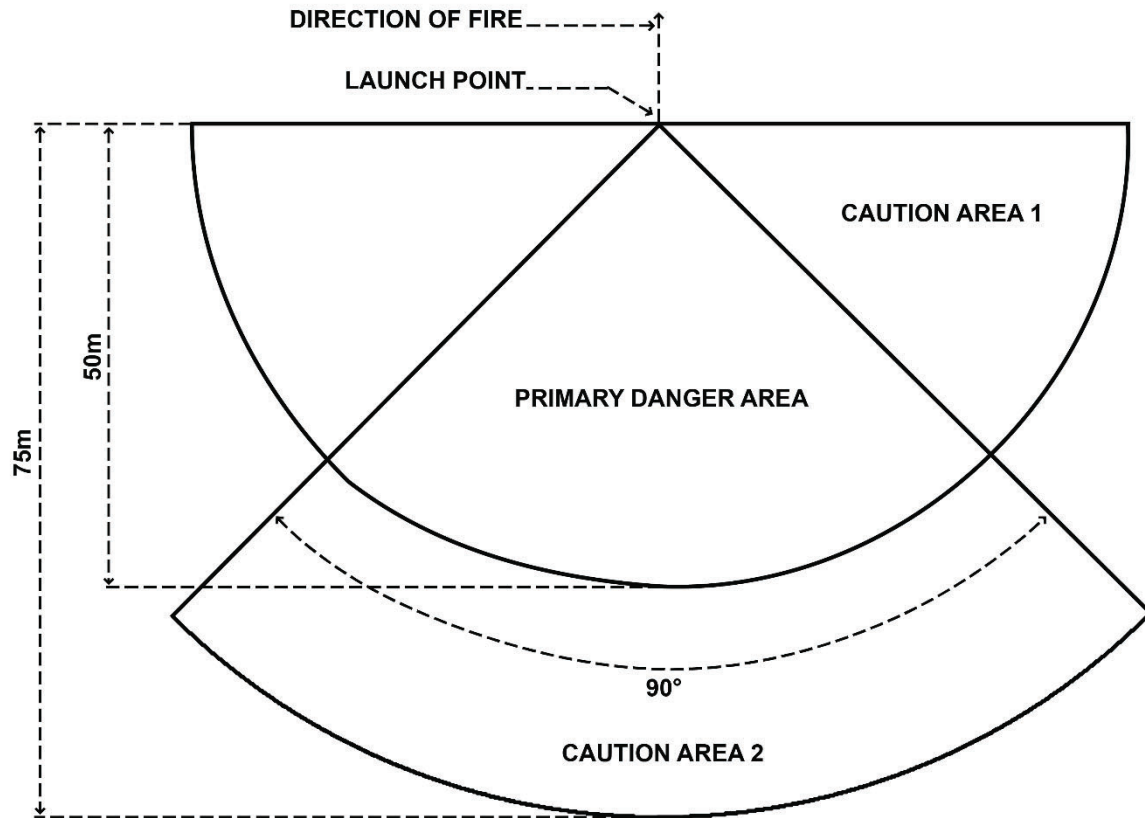 DIRECTION OF FIRE
LAUNCH POINT
CAUTION AREA 1
50m
PRIMARY DANGER AREA
75m
90°
CAUTION AREA 2